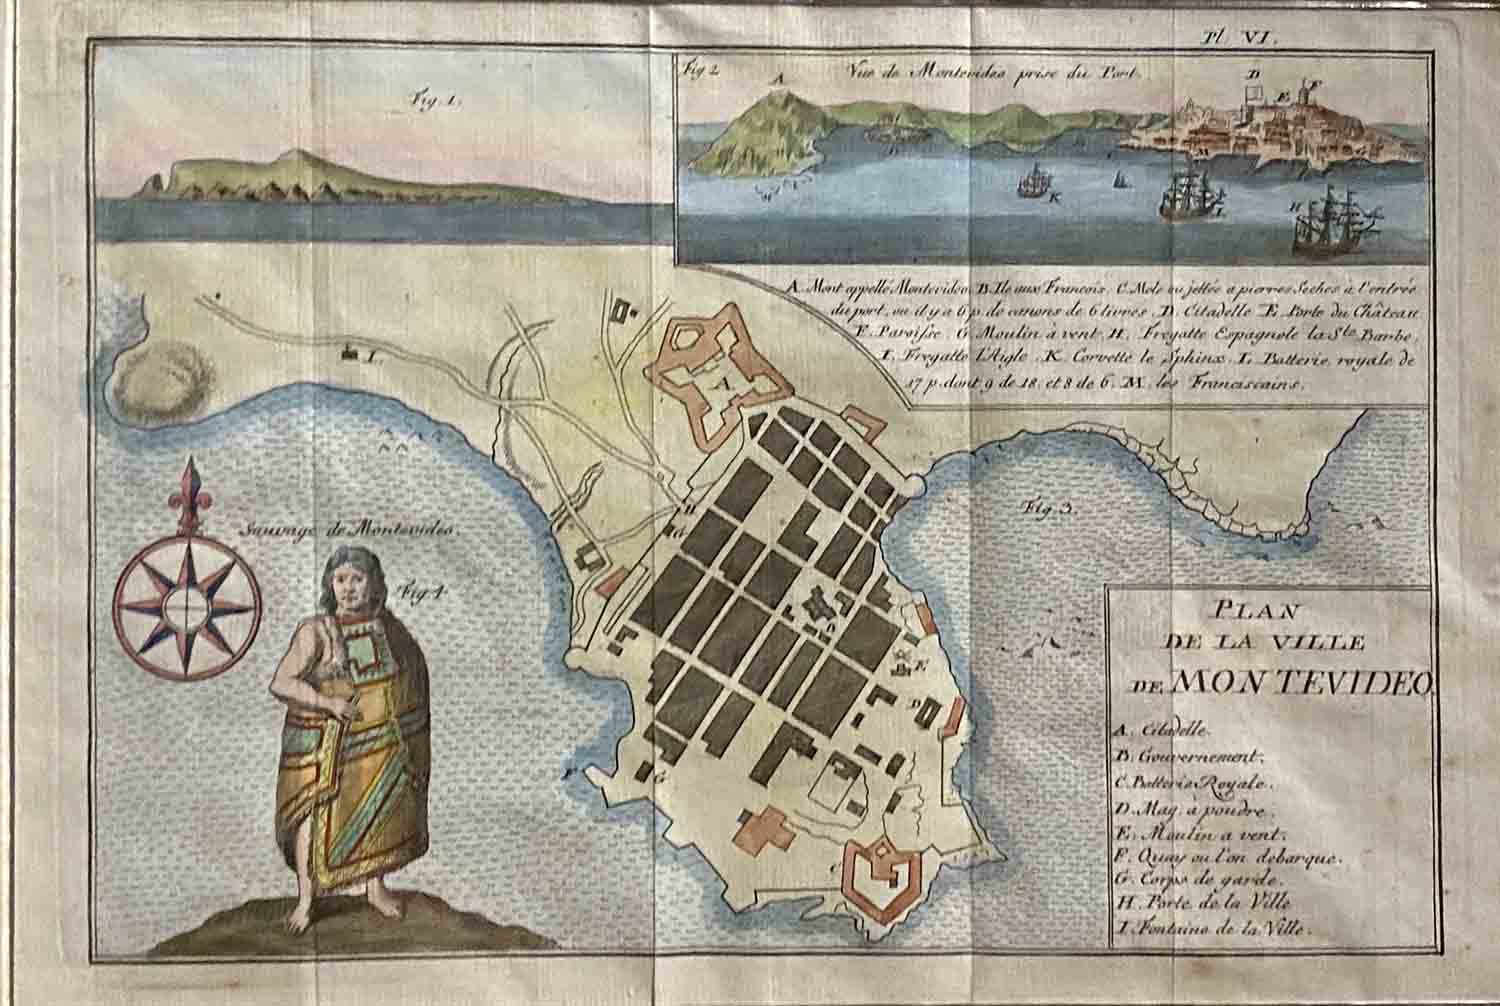 Pl VI.
Fig. 1.
Fig 2
Vue de Montevideo prise du Port.
A
D
E
F
B
M
G
K
I
H
A. Mont appellé Montevideo. B. Ile aux Francois. C. Mole ou jettée a pierres Seches à l'entrée
du port, ou il y a 6 p. de canons de 6 livres. D. Citadelle E. Porte du Château
F. Paroisse. G. Moulin à vent. H. Fregatte Espagnole la Ste Barbe.
I. Fregatte l'Aigle. K. Corvette le Sphinx. L. Batterie royale de
17 p. dont 9 de 18. et 8 de 6. M. les Franciscains.
I.
A
H
G
Fig. 3.
Sauvage de Montevideo.
Fig 4
E
D
F
G
C
PLAN
DE LA VILLE
DE MONTEVIDEO.
A. Citadelle.
B. Gouvernement.
C. Batterie Royale.
D. Mag. à poudre.
E. Moulin a vent.
F. Quay ou l'on debarque.
G. Corps de garde.
H. Porte de la Ville
I. Fontaine de la Ville.